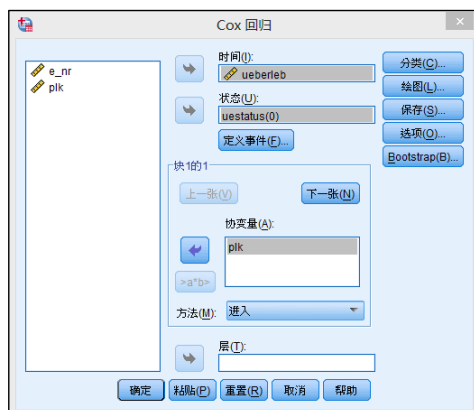 Cox 回归
e_nr
plk
时间(I):
ueberleb
状态(U):
uestatus(0)
定义事件(F)...
块1的1
上一张(V)
下一张(N)
协变量(A):
plk
>a*b>
方法(M):
进入
层(T):
分类(C)...
绘图(L)...
保存(S)...
选项(O)...
Bootstrap(B)...
确定
粘贴(P)
重置(R)
取消
帮助